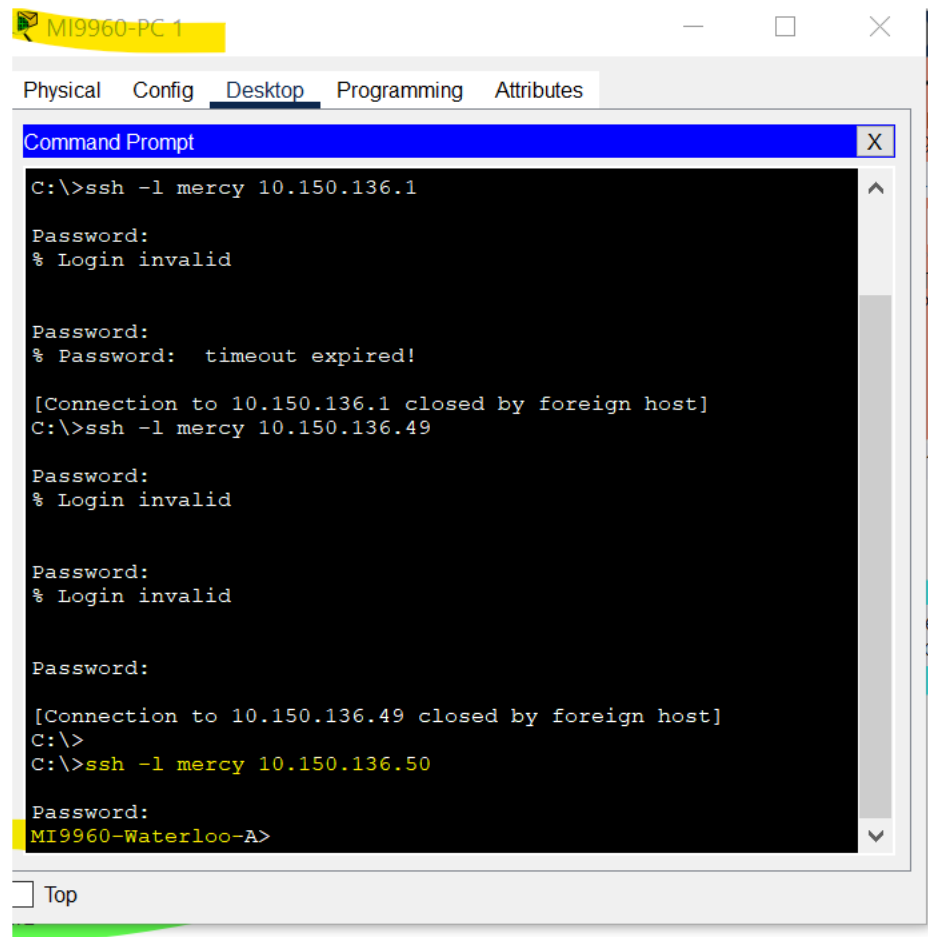 MI9960-PC 1
Physical Config Desktop Programming Attributes
Command Prompt X
C:\>ssh -l mercy 10.150.136.1
Password:
% Login invalid
Password:
% Password:  timeout expired!
[Connection to 10.150.136.1 closed by foreign host]
C:\>ssh -l mercy 10.150.136.49
Password:
% Login invalid
Password:
% Login invalid
Password:
[Connection to 10.150.136.49 closed by foreign host]
C:\>
C:\>ssh -l mercy 10.150.136.50
Password:
MI9960-Waterloo-A>
Top